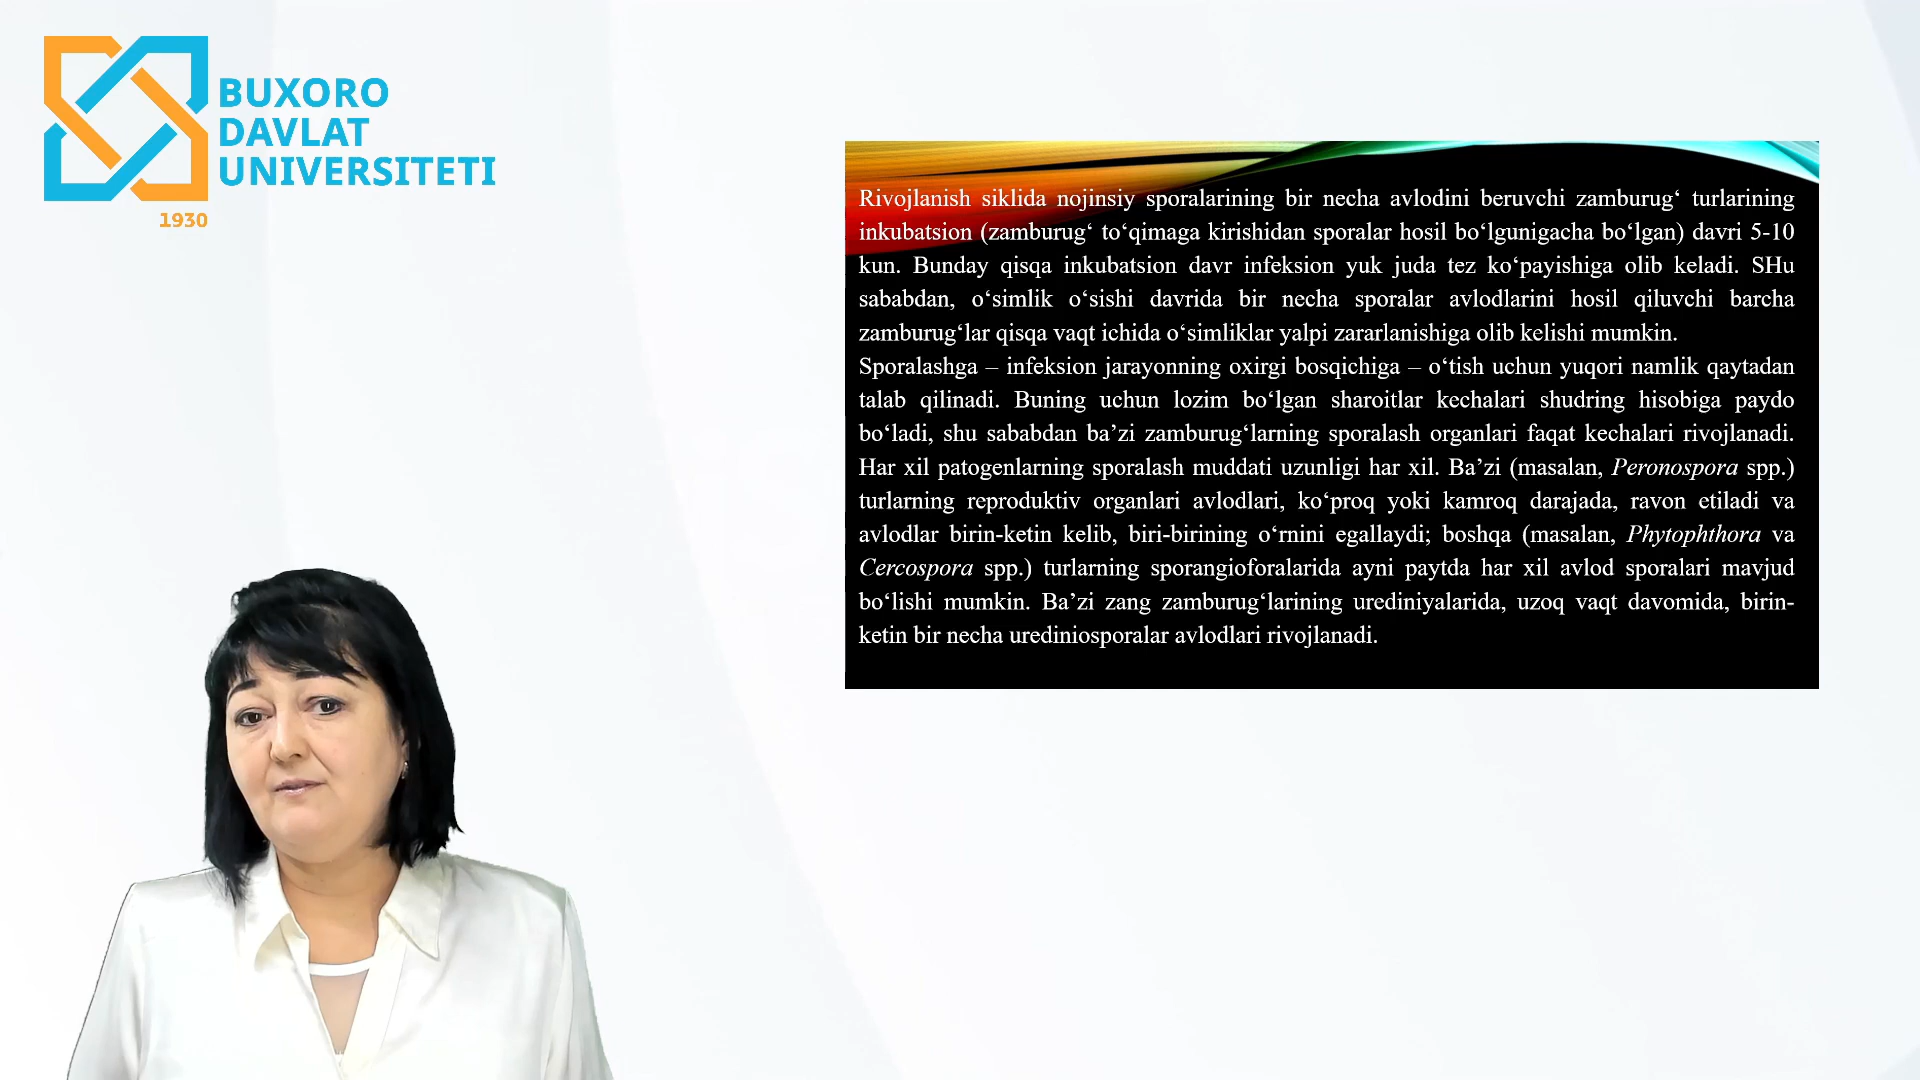 BUXORO
DAVLAT
UNIVERSITETI
1930
Rivojlanish siklida nojinsiy sporalarining bir necha avlodini beruvchi zamburug‘ turlarining
inkubatsion (zamburug‘ to‘qimaga kirishidan sporalar hosil bo‘lgunigacha bo‘lgan) davri 5-10
kun. Bunday qisqa inkubatsion davr infeksion yuk juda tez ko‘payishiga olib keladi. SHu
sababdan, o‘simlik o‘sishi davrida bir necha sporalar avlodlarini hosil qiluvchi barcha
zamburug‘lar qisqa vaqt ichida o‘simliklar yalpi zararlanishiga olib kelishi mumkin.
Sporalashga – infeksion jarayonning oxirgi bosqichiga – o‘tish uchun yuqori namlik qaytadan
talab qilinadi. Buning uchun lozim bo‘lgan sharoitlar kechalari shudring hisobiga paydo
bo‘ladi, shu sababdan ba’zi zamburug‘larning sporalash organlari faqat kechalari rivojlanadi.
Har xil patogenlarning sporalash muddati uzunligi har xil. Ba’zi (masalan, Peronospora spp.)
turlarning reproduktiv organlari avlodlari, ko‘proq yoki kamroq darajada, ravon etiladi va
avlodlar birin-ketin kelib, biri-birining o‘rnini egallaydi; boshqa (masalan, Phytophthora va
Cercospora spp.) turlarning sporangioforalarida ayni paytda har xil avlod sporalari mavjud
bo‘lishi mumkin. Ba’zi zang zamburug‘larining urediniyalarida, uzoq vaqt davomida, birin-
ketin bir necha urediniosporalar avlodlari rivojlanadi.